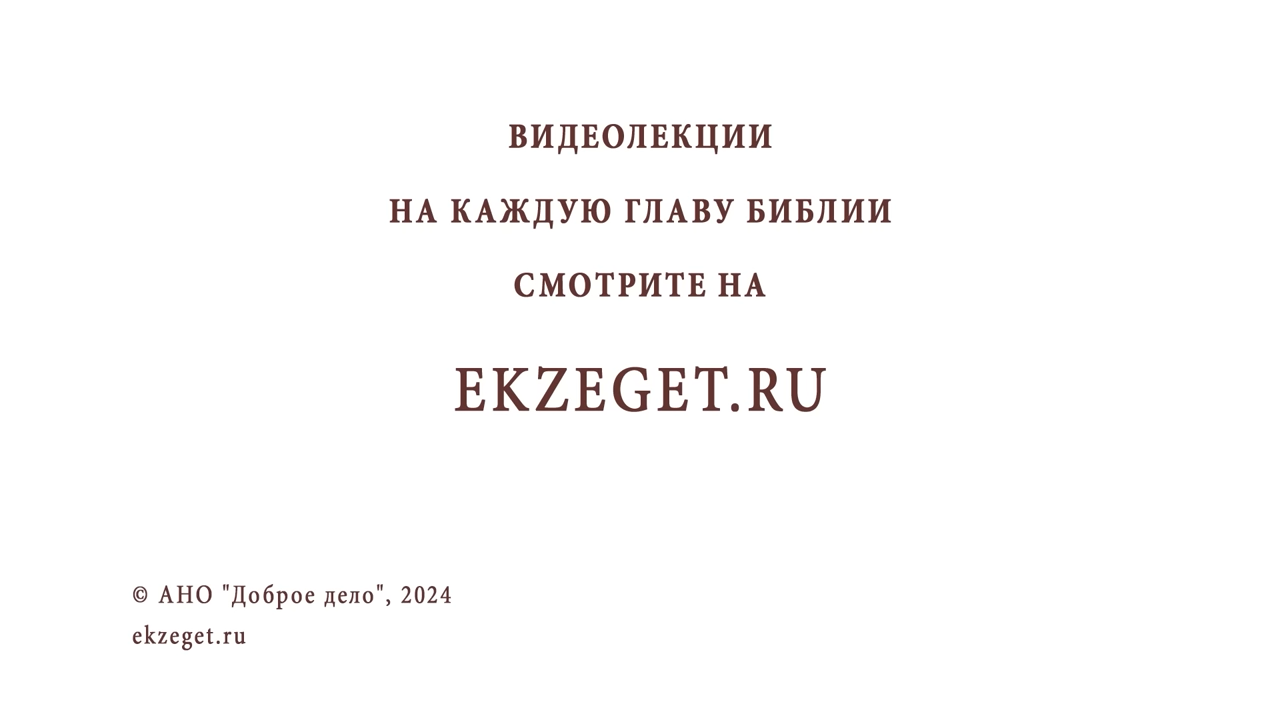 ВИДЕОЛЕКЦИИ
НА КАЖДУЮ ГЛАВУ БИБЛИИ
СМОТРИТЕ НА
EKZEGET.RU
© АНО "Доброе дело", 2024
ekzeget.ru